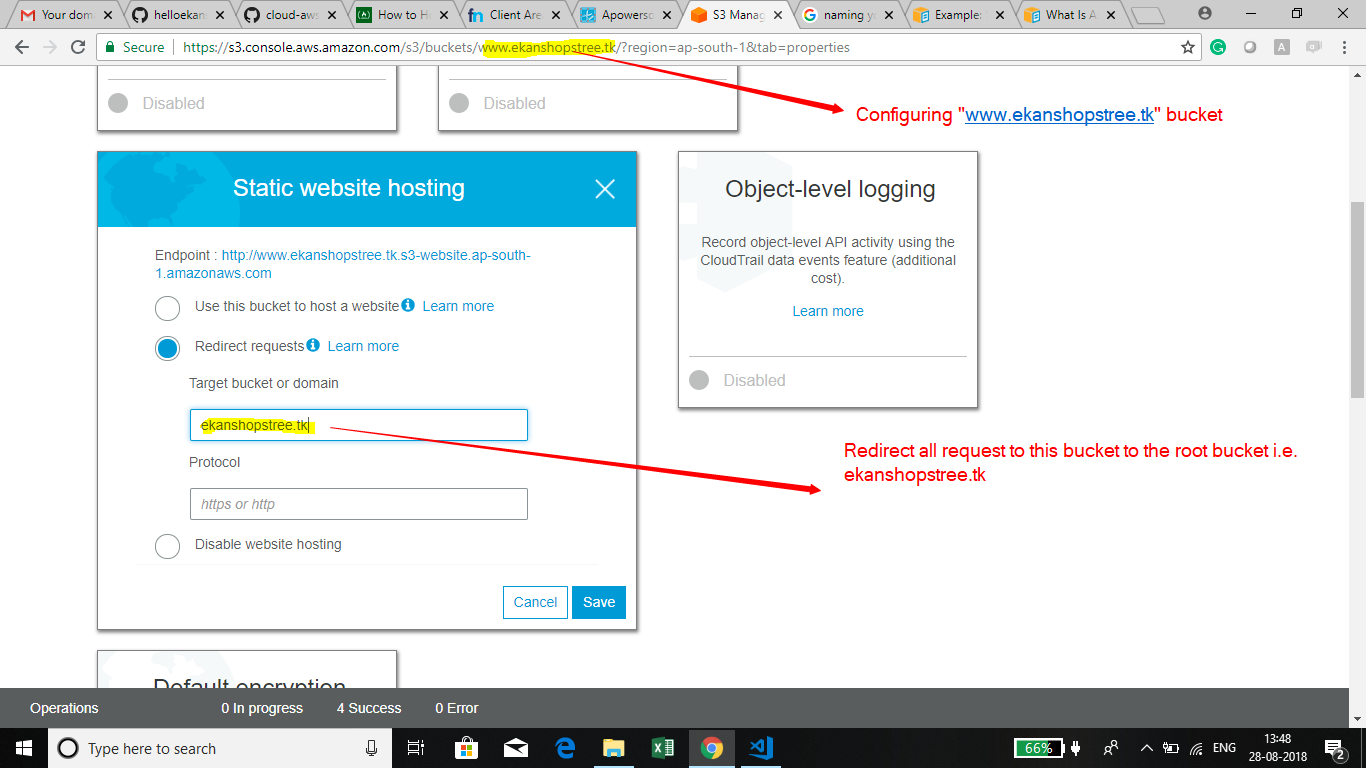 Your dom
helloekan
cloud-aws
How to H
Client Are
Apowerso
S3 Manag
naming yo
Example:
What Is A
Secure
https://s3.console.aws.amazon.com/s3/buckets/www.ekanshopstree.tk/?region=ap-south-1&tab=properties
Disabled
Disabled
Configuring "www.ekanshopstree.tk" bucket
Static website hosting
Object-level logging
Endpoint : http://www.ekanshopstree.tk.s3-website.ap-south-
1.amazonaws.com
Record object-level API activity using the
CloudTrail data events feature (additional
cost).
Learn more
Disabled
Use this bucket to host a website Learn more
Redirect requests Learn more
Target bucket or domain
ekanshopstree.tk
Redirect all request to this bucket to the root bucket i.e.
ekanshopstree.tk
Protocol
https or http
Disable website hosting
Cancel
Save
Default encryption
Operations
0 In progress
4 Success
0 Error
Type here to search
66%
ENG
13:48
28-08-2018
2